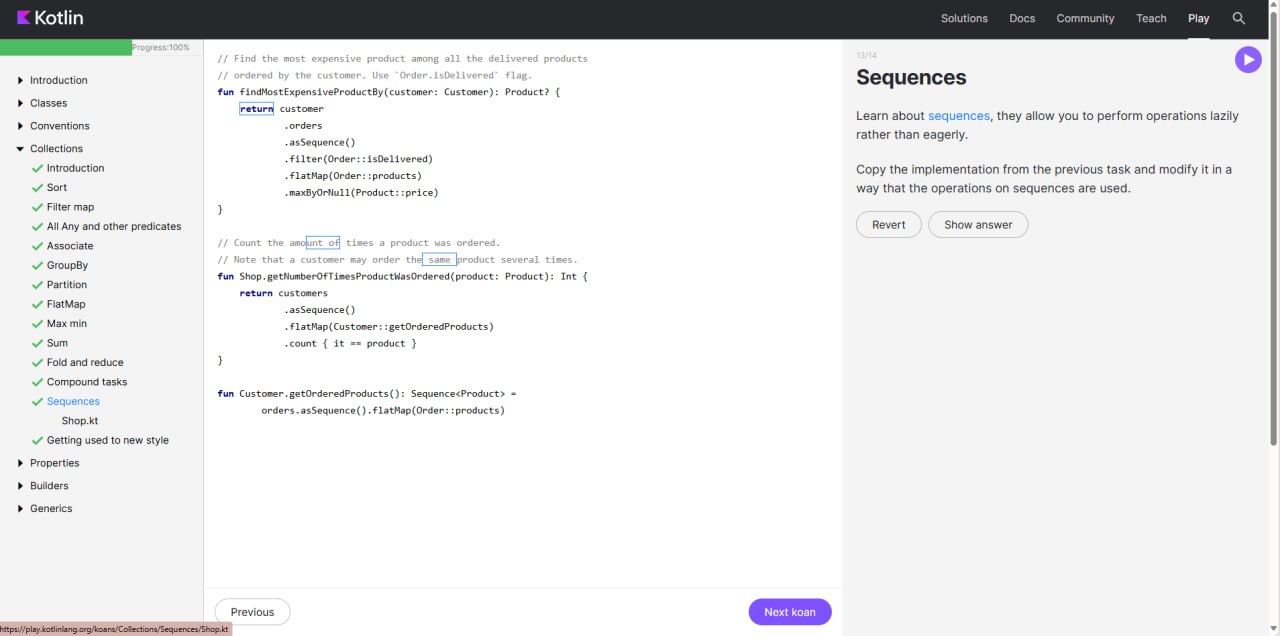 Kotlin
Solutions Docs Community Teach Play
Progress:100%
Introduction
Classes
Conventions
Collections
Introduction
Sort
Filter map
All Any and other predicates
Associate
GroupBy
Partition
FlatMap
Max min
Sum
Fold and reduce
Compound tasks
Sequences
Shop.kt
Getting used to new style
Properties
Builders
Generics
// Find the most expensive product among all the delivered products
// ordered by the customer. Use `Order.isDelivered` flag.
fun findMostExpensiveProductBy(customer: Customer): Product? {
    return customer
            .orders
            .asSequence()
            .filter(Order::isDelivered)
            .flatMap(Order::products)
            .maxByOrNull(Product::price)
}
// Count the amount of times a product was ordered.
// Note that a customer may order the same product several times.
fun Shop.getNumberOfTimesProductWasOrdered(product: Product): Int {
    return customers
            .asSequence()
            .flatMap(Customer::getOrderedProducts)
            .count { it == product }
}
fun Customer.getOrderedProducts(): Sequence<Product> =
        orders.asSequence().flatMap(Order::products)
Previous
Next koan
13/14
Sequences
Learn about sequences, they allow you to perform operations lazily
rather than eagerly.
Copy the implementation from the previous task and modify it in a
way that the operations on sequences are used.
Revert
Show answer
https://play.kotlinlang.org/koans/Collections/Sequences/Shop.kt